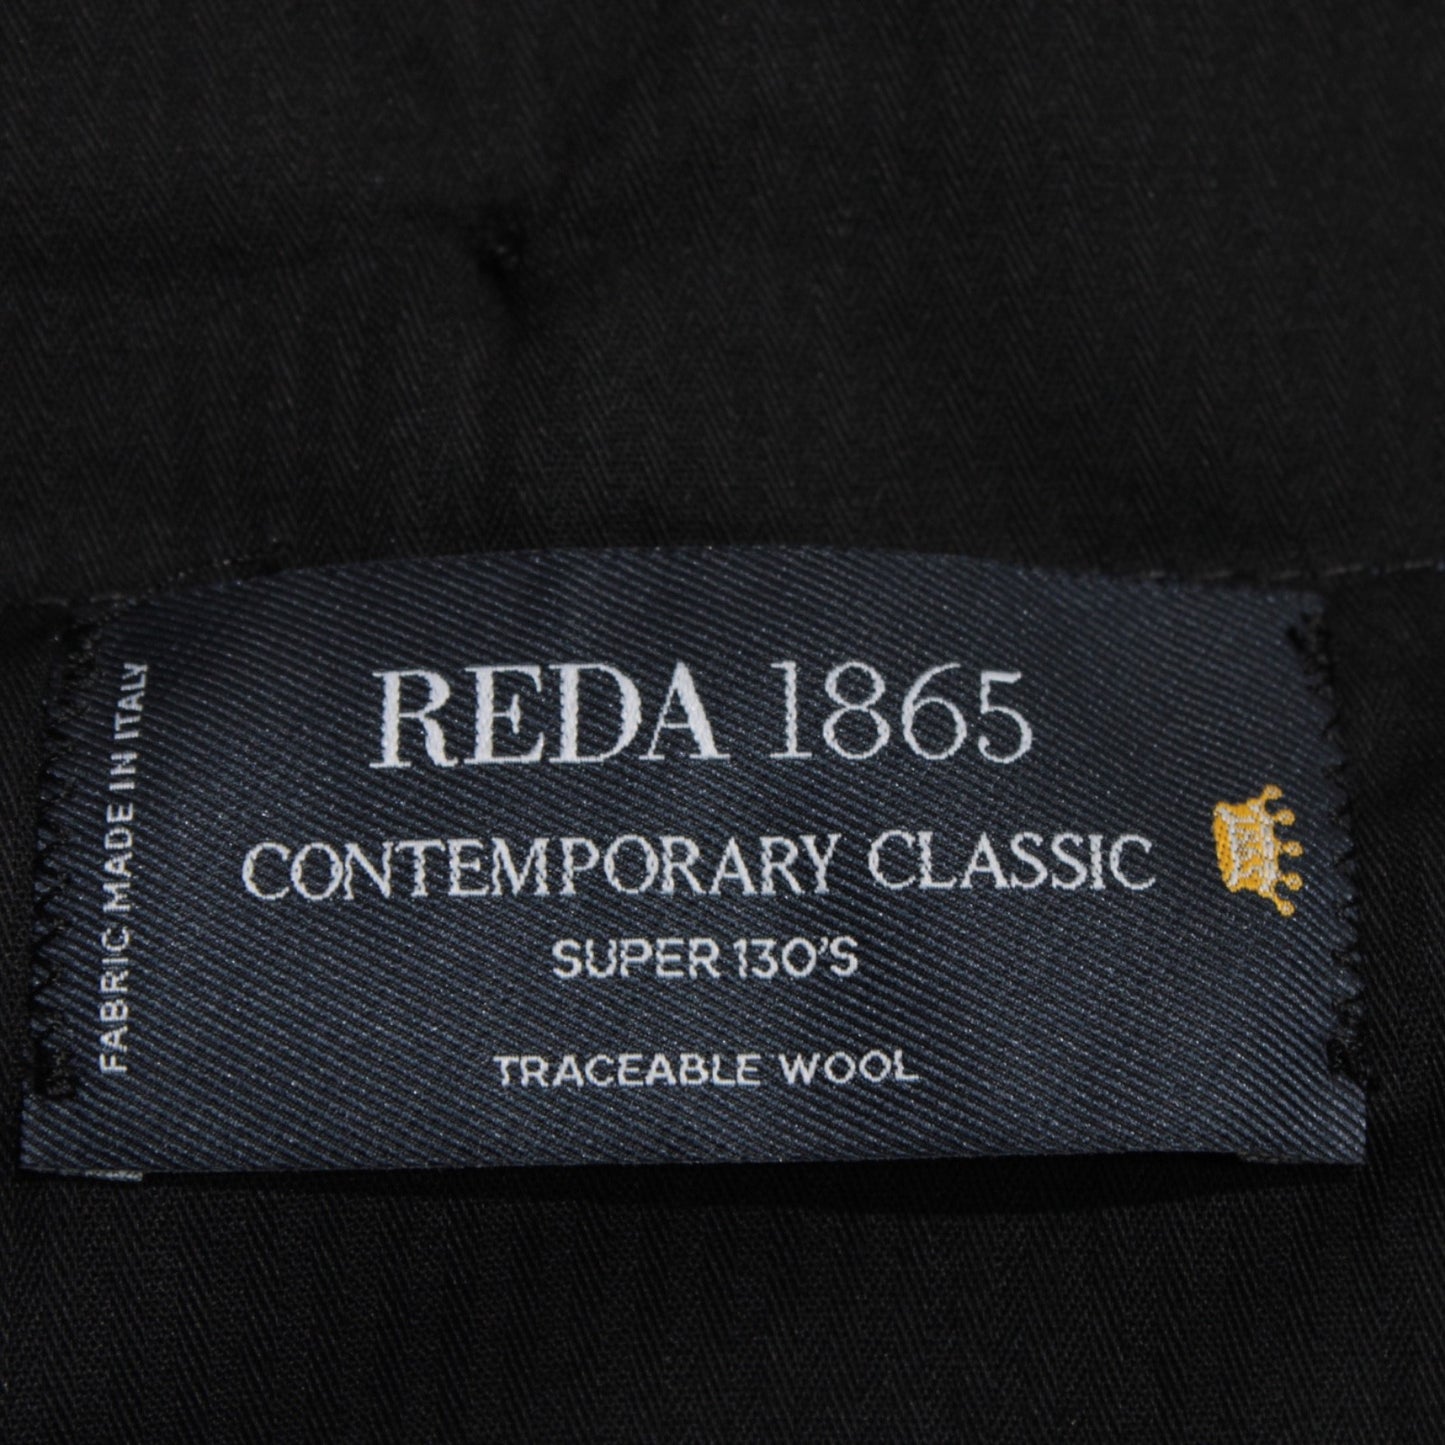 REDA 1865
CONTEMPORARY CLASSIC
SUPER 130'S
TRACEABLE WOOL
FABRIC MADE IN ITALY